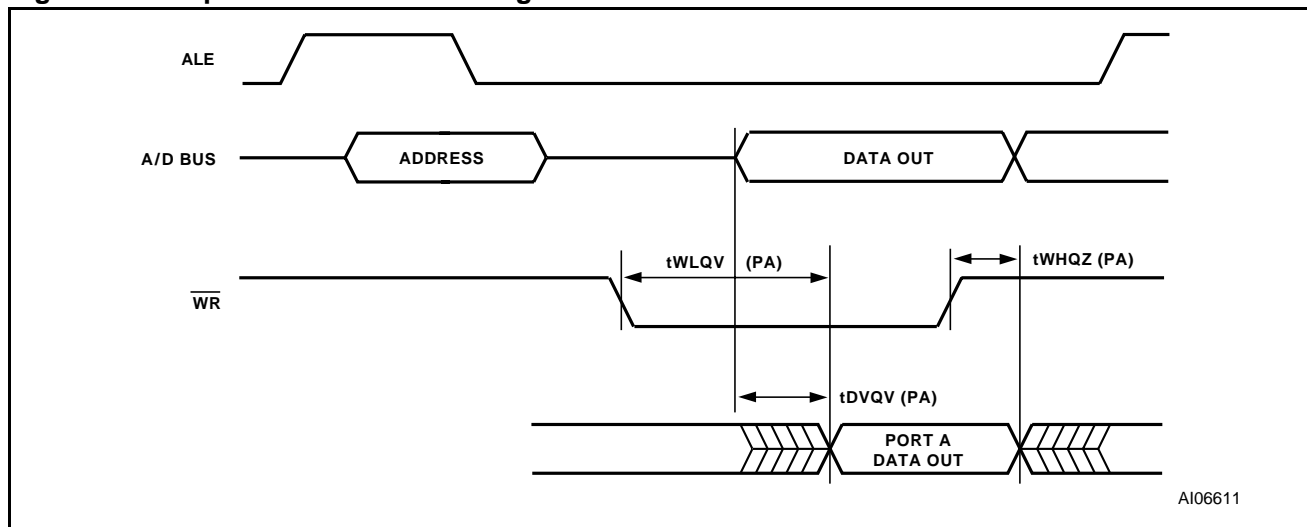 ALE
A/D BUS
ADDRESS
DATA OUT
tWLQV (PA)
tWHQZ (PA)
WR
tDVQV (PA)
PORT A
DATA OUT
AI06611